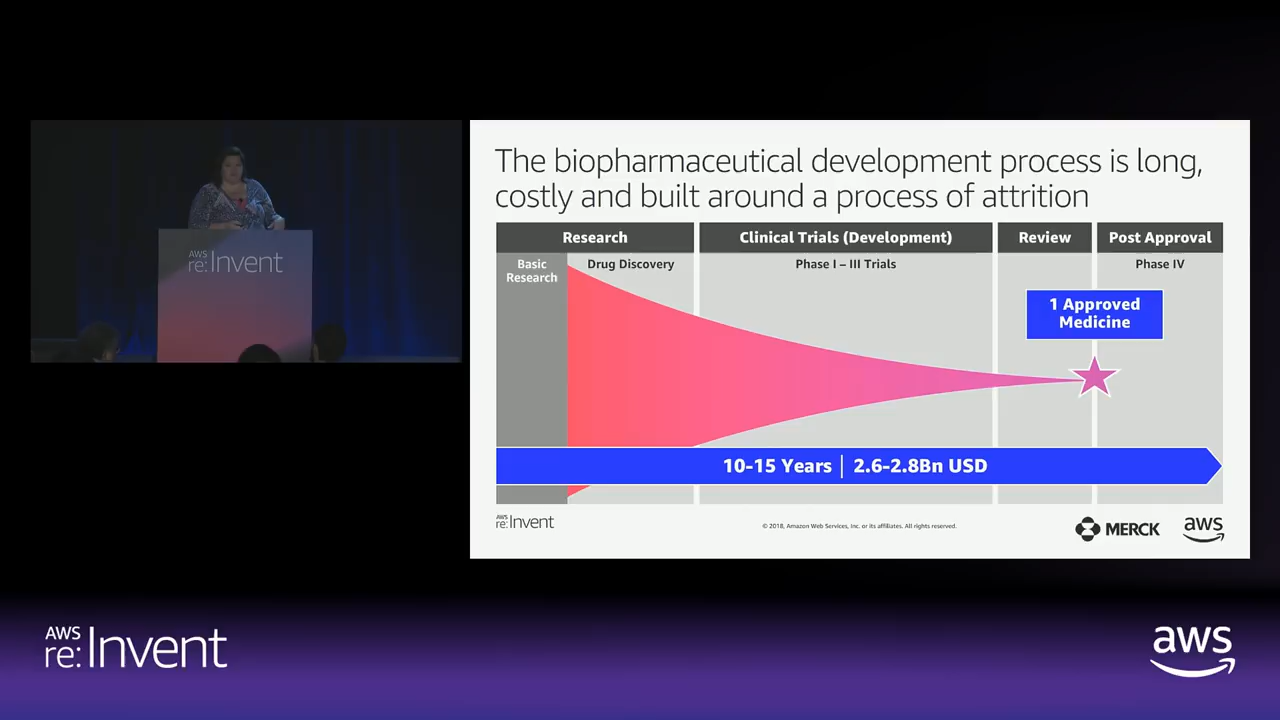 AWS
re:Invent
The biopharmaceutical development process is long,
costly and built around a process of attrition
Research
Clinical Trials (Development)
Review
Post Approval
Basic
Research
Drug Discovery
Phase I – III Trials
Phase IV
1 Approved
Medicine
10-15 Years | 2.6-2.8Bn USD
AWS
re:Invent
© 2018, Amazon Web Services, Inc. or its affiliates. All rights reserved.
MERCK
aws
AWS
re:Invent
aws